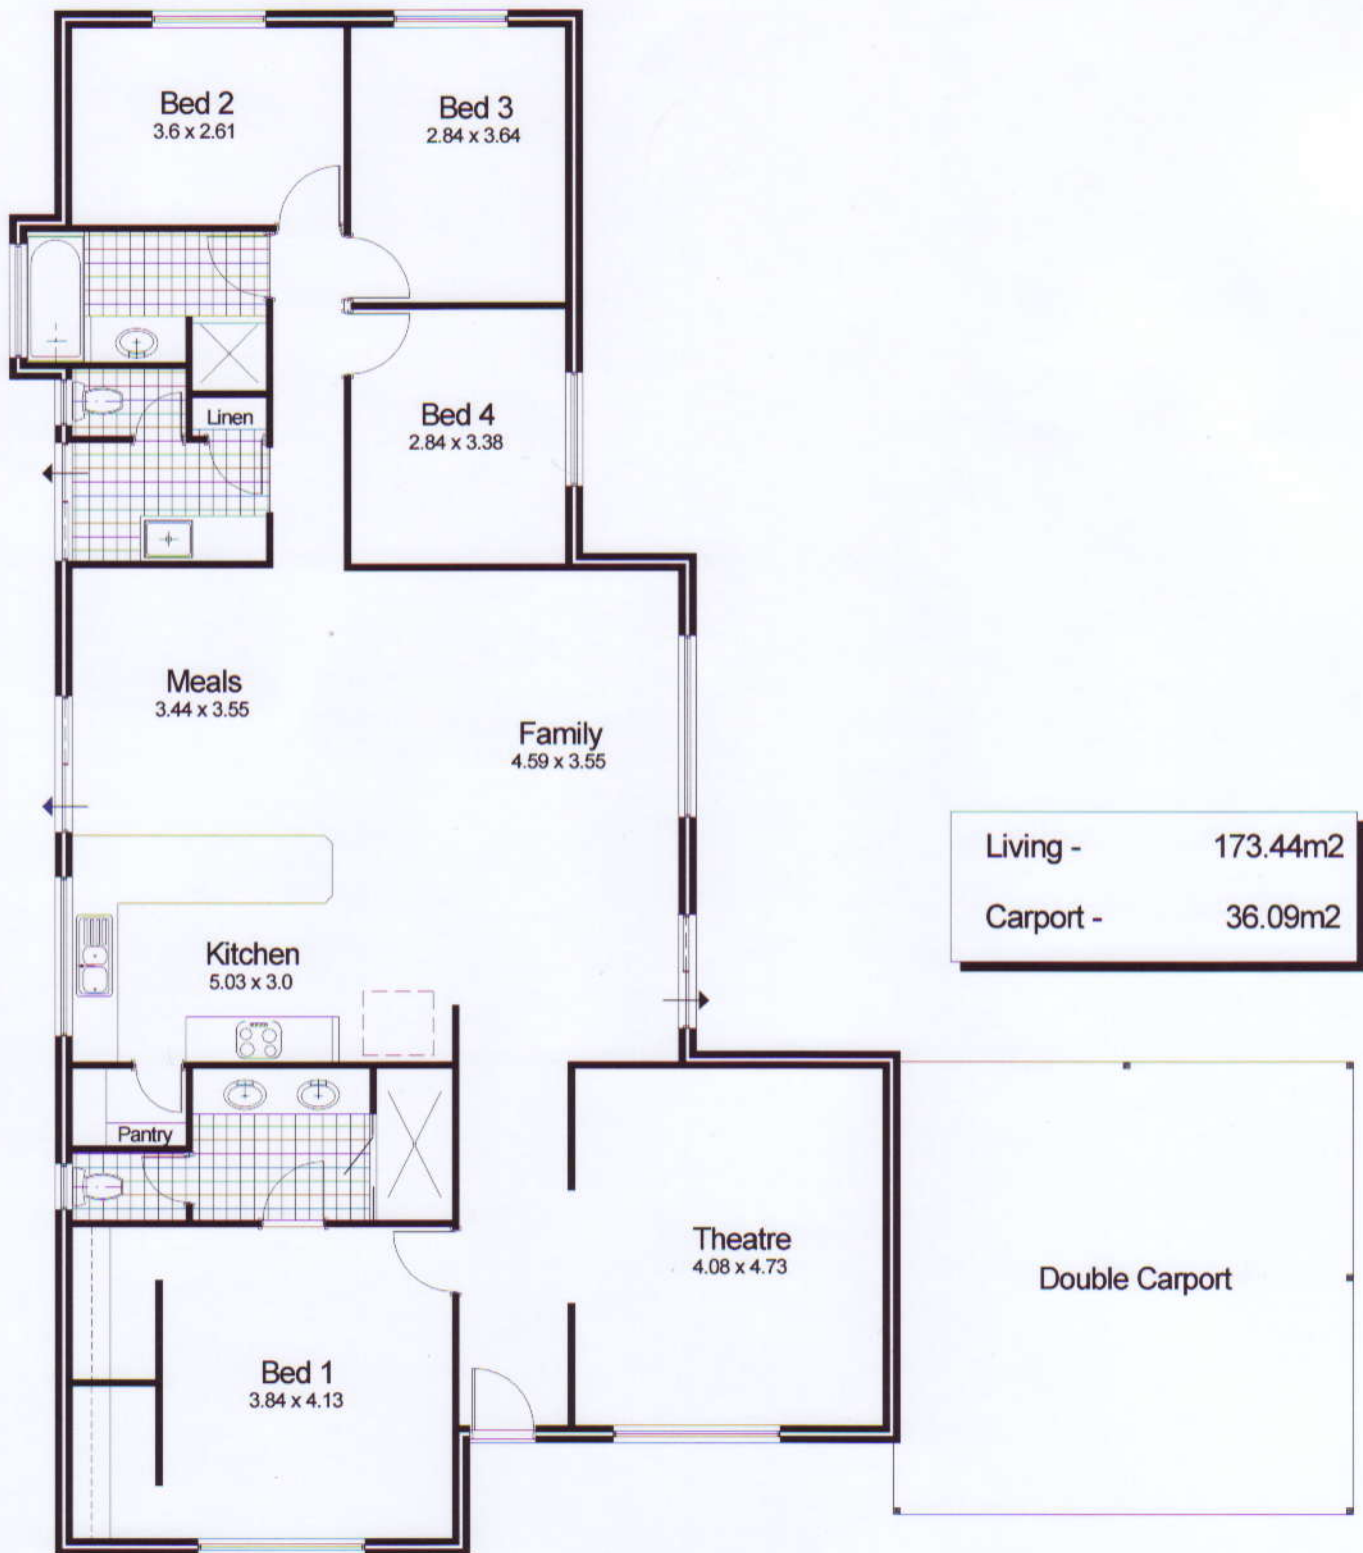 Bed 2
3.6 x 2.61
Bed 3
2.84 x 3.64
Linen
Bed 4
2.84 x 3.38
Meals
3.44 x 3.55
Family
4.59 x 3.55
Living - 173.44m2
Carport - 36.09m2
Kitchen
5.03 x 3.0
Pantry
Theatre
4.08 x 4.73
Double Carport
Bed 1
3.84 x 4.13